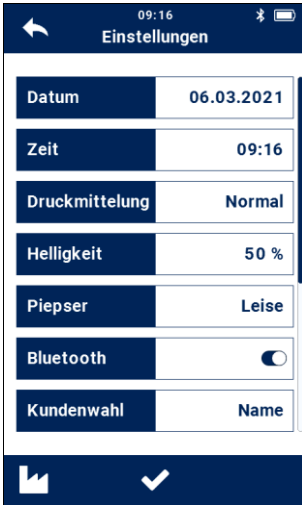 09:16
Einstellungen
Datum 06.03.2021
Zeit 09:16
Druckmittelung Normal
Helligkeit 50 %
Piepser Leise
Bluetooth
Kundenwahl Name